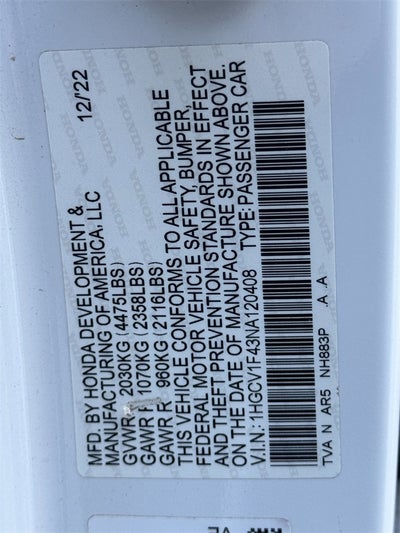 12/'22
MFD. BY HONDA DEVELOPMENT &
MANUFACTURING OF AMERICA, LLC
GVWR 2030KG (4475LBS)
GAWR F 1070KG (2358LBS)
GAWR R 960KG (2116LBS)
THIS VEHICLE CONFORMS TO ALL APPLICABLE
FEDERAL MOTOR VEHICLE SAFETY, BUMPER,
AND THEFT PREVENTION STANDARDS IN EFFECT
ON THE DATE OF MANUFACTURE SHOWN ABOVE.
V.I.N.: 1HGCV1F43NA120408 TYPE:PASSENGER CAR
TVA N AR5 NH883P .A .A